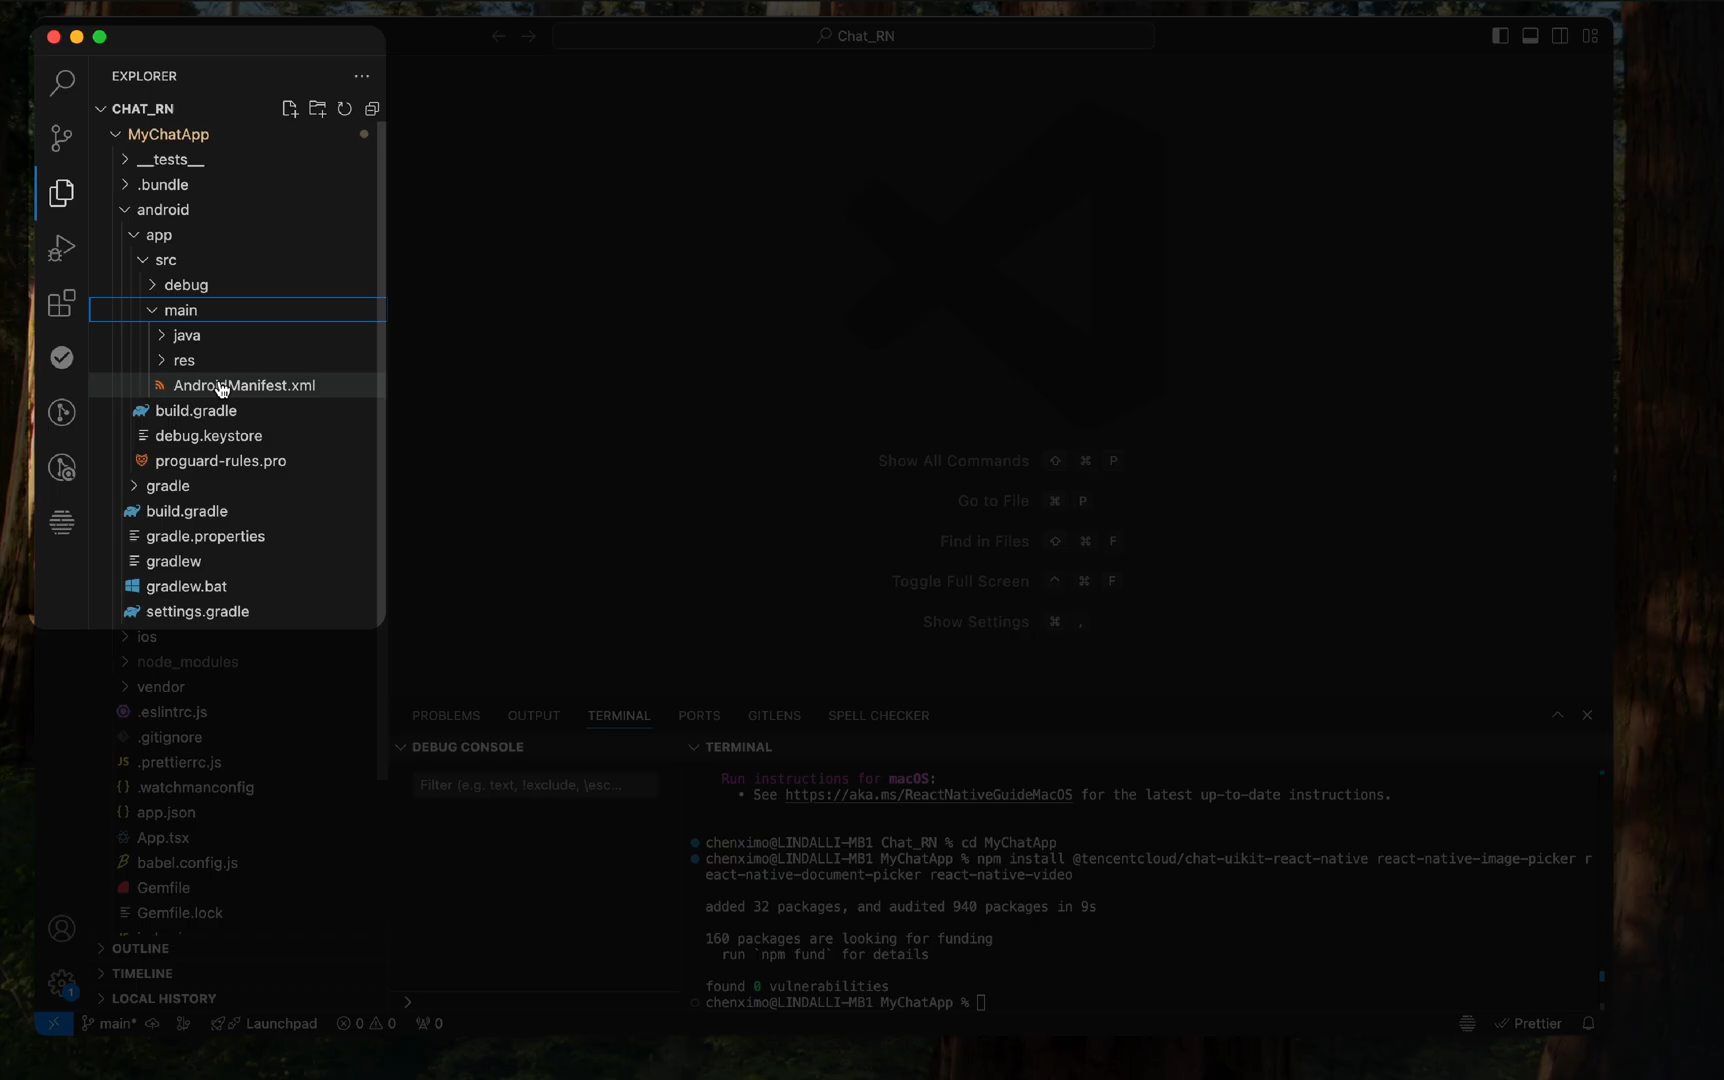 Chat_RN
EXPLORER
CHAT_RN
MyChatApp
__tests__
.bundle
android
app
src
debug
main
java
res
AndroidManifest.xml
build.gradle
debug.keystore
proguard-rules.pro
gradle
build.gradle
gradle.properties
gradlew
gradlew.bat
settings.gradle
ios
node_modules
vendor
.eslintrc.js
.gitignore
JS .prettierrc.js
{} .watchmanconfig
{} app.json
App.tsx
babel.config.js
Gemfile
Gemfile.lock
OUTLINE
TIMELINE
LOCAL HISTORY
1
Show All Commands ⇧ ⌘ P
Go to File ⌘ P
Find in Files ⇧ ⌘ F
Toggle Full Screen ^ ⌘ F
Show Settings ⌘ ,
PROBLEMS OUTPUT TERMINAL PORTS GITLENS SPELL CHECKER
DEBUG CONSOLE
Filter (e.g. text, !exclude, \esc...
TERMINAL
Run instructions for macOS:
• See https://aka.ms/ReactNativeGuideMacOS for the latest up-to-date instructions.
chenximo@LINDALLI-MB1 Chat_RN % cd MyChatApp
chenximo@LINDALLI-MB1 MyChatApp % npm install @tencentcloud/chat-uikit-react-native react-native-image-picker r
eact-native-document-picker react-native-video
added 32 packages, and audited 940 packages in 9s
160 packages are looking for funding
run `npm fund` for details
found 0 vulnerabilities
chenximo@LINDALLI-MB1 MyChatApp %
main* Launchpad 0 0 0 Prettier